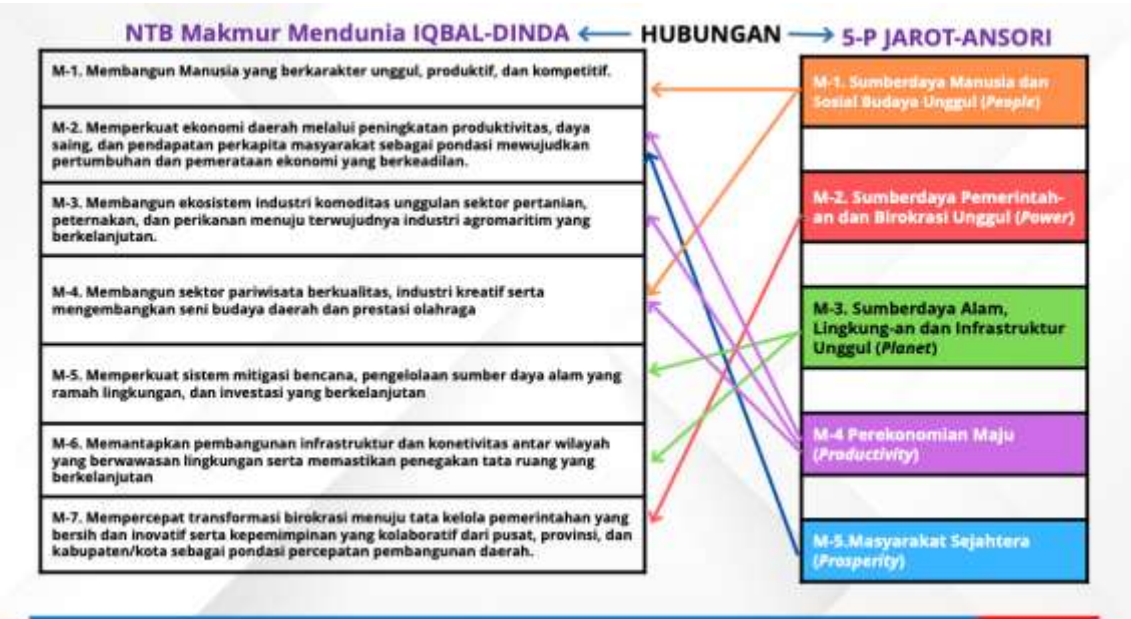 NTB Makmur Mendunia IQBAL-DINDA
HUBUNGAN
5-P JAROT-ANSORI
M-1. Membangun Manusia yang berkarakter unggul, produktif, dan kompetitif.
M-2. Memperkuat ekonomi daerah melalui peningkatan produktivitas, daya
saing, dan pendapatan perkapita masyarakat sebagai pondasi mewujudkan
pertumbuhan dan pemerataan ekonomi yang berkeadilan.
M-3. Membangun ekosistem industri komoditas unggulan sektor pertanian,
peternakan, dan perikanan menuju terwujudnya industri agromaritim yang
berkelanjutan.
M-4. Membangun sektor pariwisata berkualitas, industri kreatif serta
mengembangkan seni budaya daerah dan prestasi olahraga
M-5. Memperkuat sistem mitigasi bencana, pengelolaan sumber daya alam yang
ramah lingkungan, dan investasi yang berkelanjutan
M-6. Memantapkan pembangunan infrastruktur dan konetivitas antar wilayah
yang berwawasan lingkungan serta memastikan penegakan tata ruang yang
berkelanjutan
M-7. Mempercepat transformasi birokrasi menuju tata kelola pemerintahan yang
bersih dan inovatif serta kepemimpinan yang kolaboratif dari pusat, provinsi, dan
kabupaten/kota sebagai pondasi percepatan pembangunan daerah.
M-1. Sumberdaya Manusia dan
Sosial Budaya Unggul (People)
M-2. Sumberdaya Pemerintah-
an dan Birokrasi Unggul (Power)
M-3. Sumberdaya Alam,
Lingkung-an dan Infrastruktur
Unggul (Planet)
M-4 Perekonomian Maju
(Productivity)
M-5.Masyarakat Sejahtera
(Prosperity)